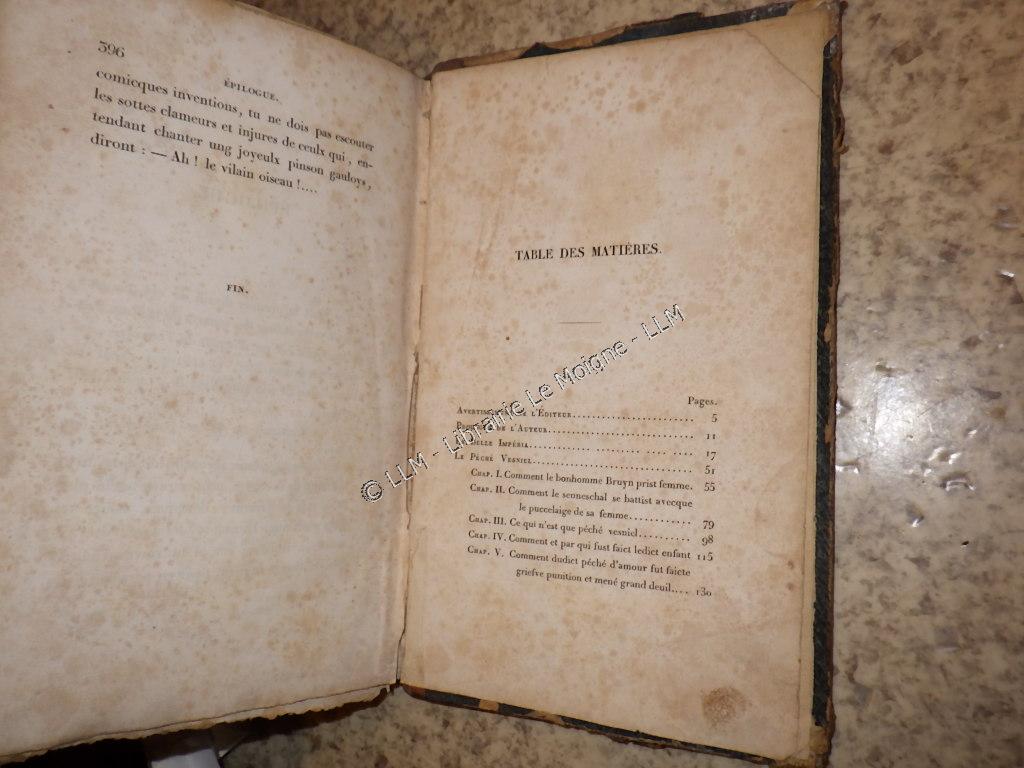 396
ÉPILOGUE.
comicques inventions, tu ne dois pas escouter
les sottes clameurs et injures de ceulx qui, en-
tendant chanter ung joyeulx pinson gauloys,
diront : — Ah ! le vilain oiseau !....
FIN.
TABLE DES MATIÈRES.
Pages.
L'ÉDITEUR........................ 5
DE L'AUTEUR............................ 11
BELLE IMPÉRIA........................ 17
LE PÉCHÉ VESNIEL............................ 51
CHAP. I. Comment le bonhomme Bruyn prist femme. 55
CHAP. II. Comment le senneschal se battist avecque
le puccelaige de sa femme............ 79
CHAP. III. Ce qui n'est que péché vesniel.......... 98
CHAP. IV. Comment et par qui fust faict ledict enfant 115
CHAP. V. Comment dudict péché d'amour fut faicte
griefve punition et mené grand deuil.... 130
© LLM - Librairie Le Moigne - LLM